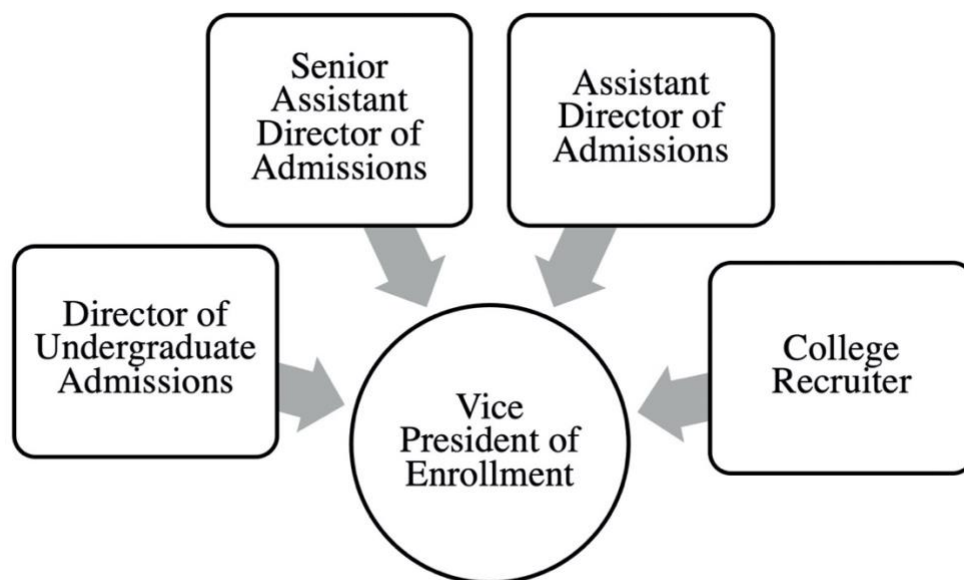 Senior
Assistant
Director of
Admissions
Assistant
Director of
Admissions
Director of
Undergraduate
Admissions
College
Recruiter
Vice
President of
Enrollment